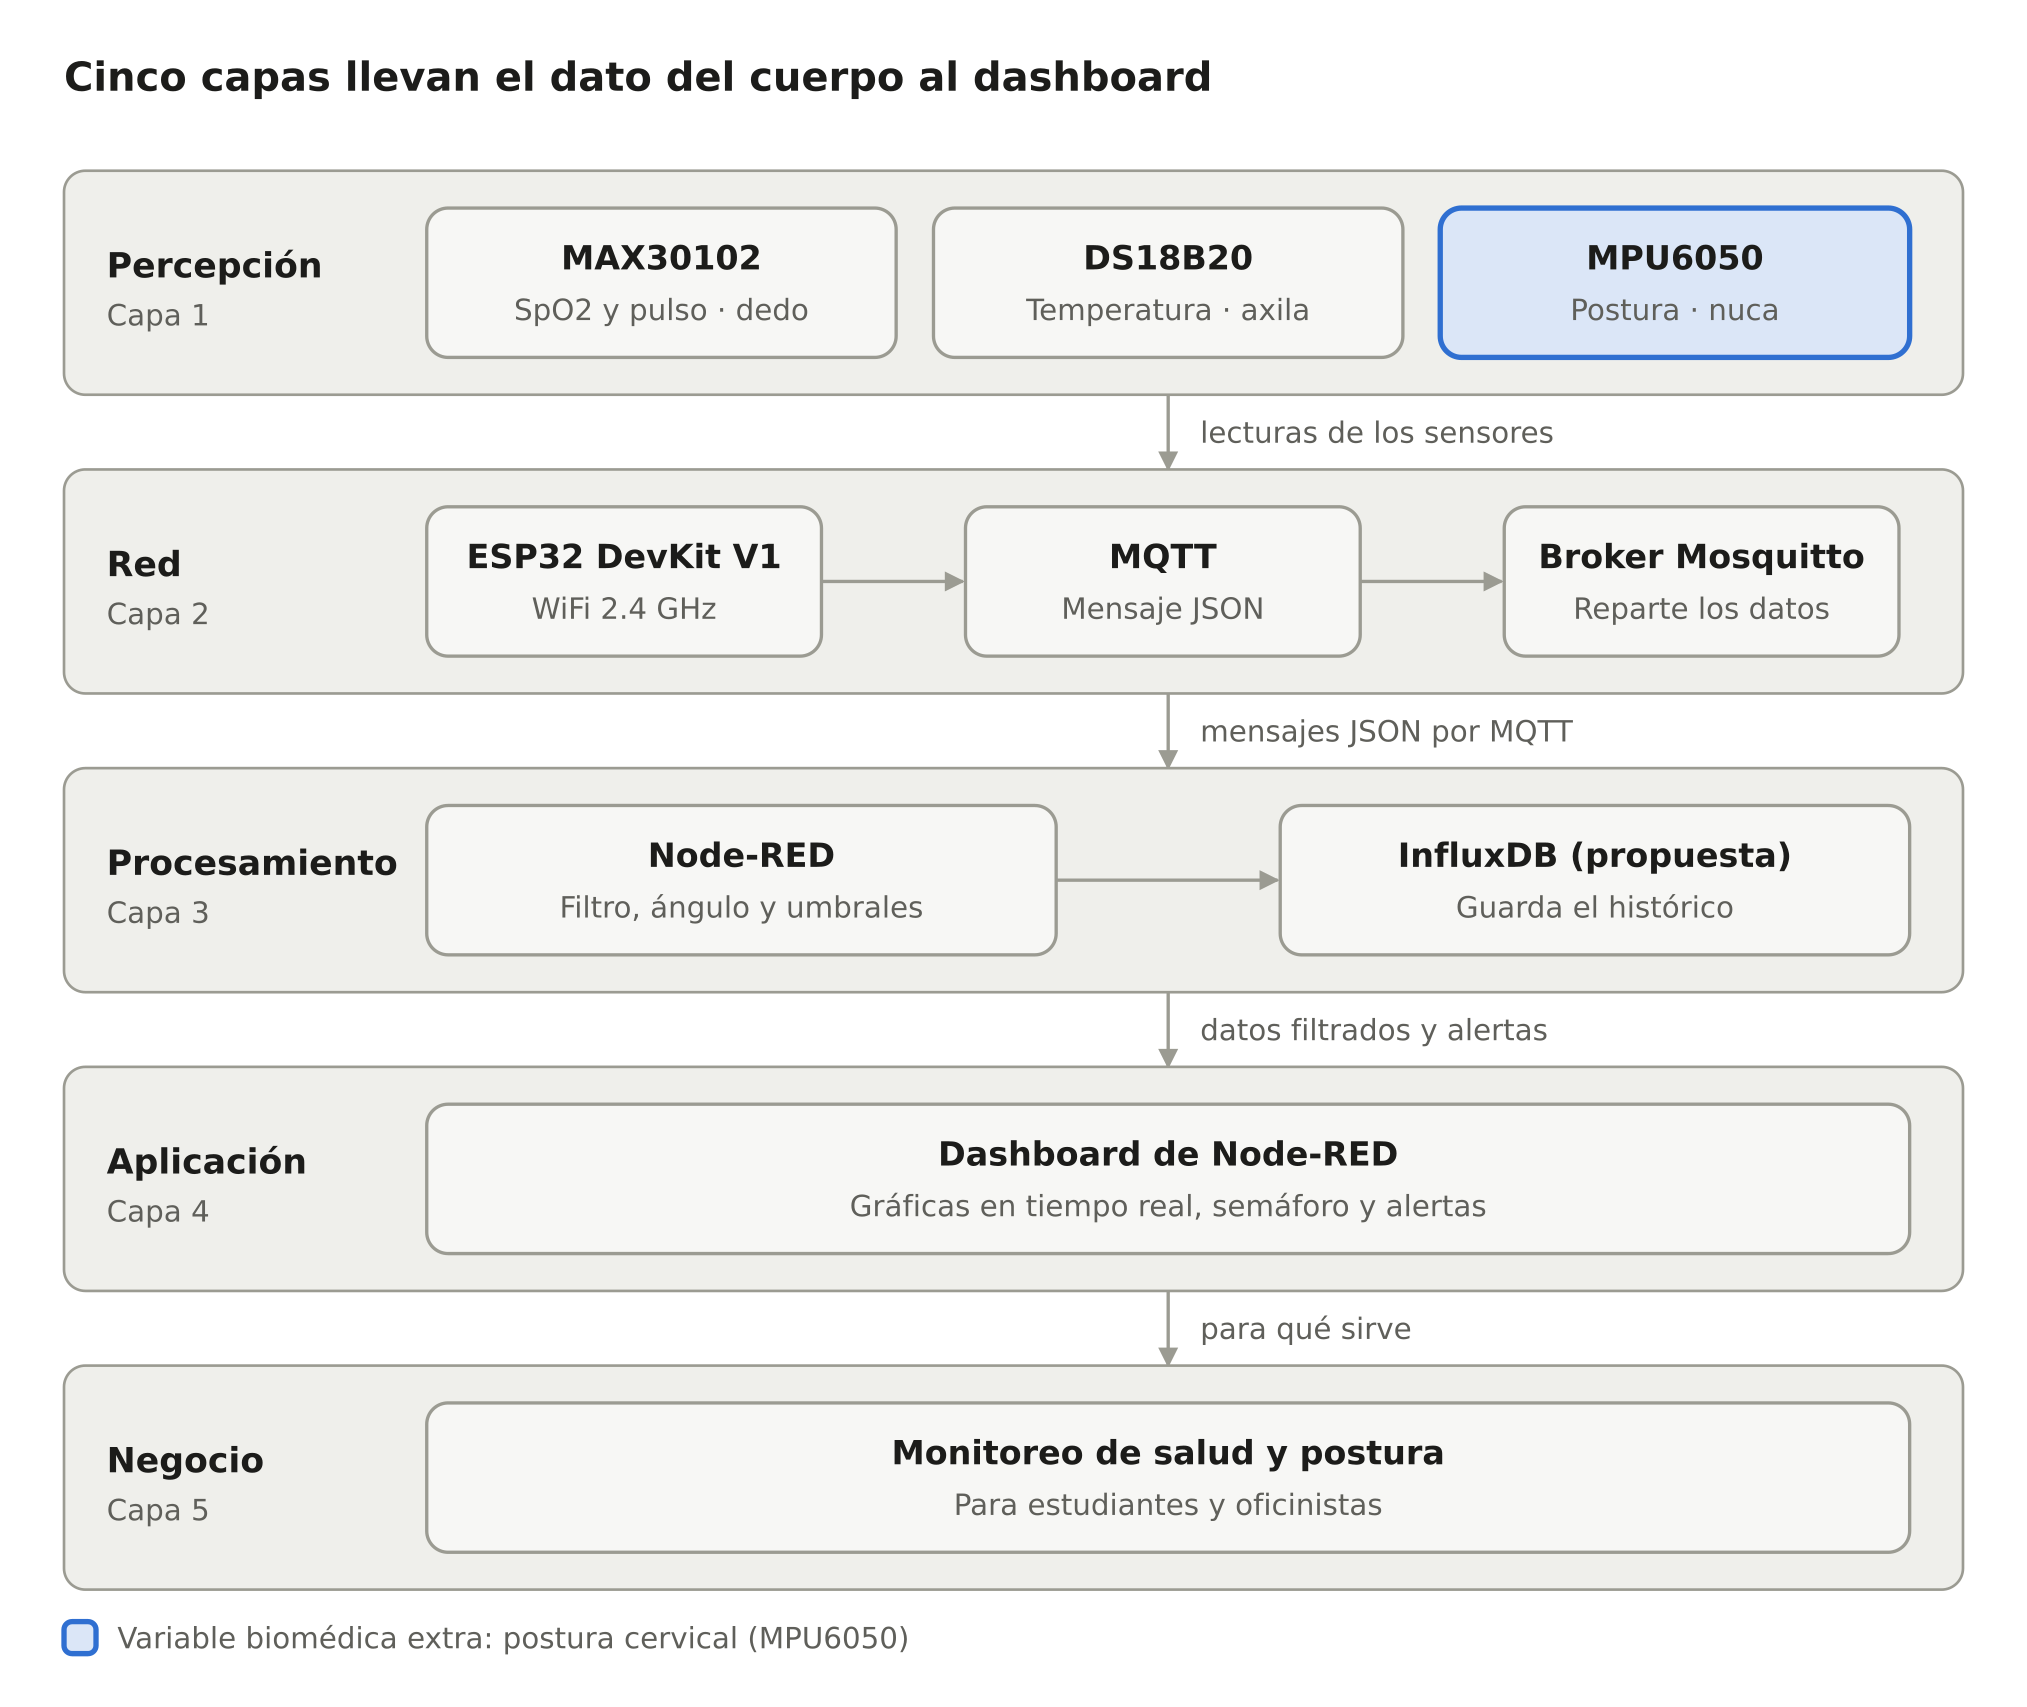 Cinco capas llevan el dato del cuerpo al dashboard
Percepción
Capa 1
MAX30102
SpO2 y pulso · dedo
DS18B20
Temperatura · axila
MPU6050
Postura · nuca
lecturas de los sensores
Red
Capa 2
ESP32 DevKit V1
WiFi 2.4 GHz
MQTT
Mensaje JSON
Broker Mosquitto
Reparte los datos
mensajes JSON por MQTT
Procesamiento
Capa 3
Node-RED
Filtro, ángulo y umbrales
InfluxDB (propuesta)
Guarda el histórico
datos filtrados y alertas
Aplicación
Capa 4
Dashboard de Node-RED
Gráficas en tiempo real, semáforo y alertas
para qué sirve
Negocio
Capa 5
Monitoreo de salud y postura
Para estudiantes y oficinistas
Variable biomédica extra: postura cervical (MPU6050)